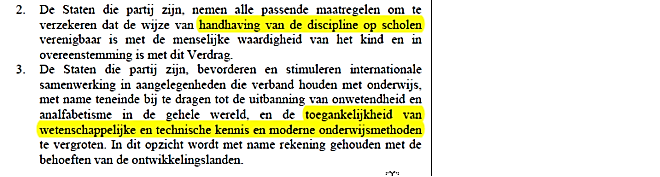 2. De Staten die partij zijn, nemen alle passende maatregelen om te
verzekeren dat de wijze van handhaving van de discipline op scholen
verenigbaar is met de menselijke waardigheid van het kind en in
overeenstemming is met dit Verdrag.
3. De Staten die partij zijn, bevorderen en stimuleren internationale
samenwerking in aangelegenheden die verband houden met onderwijs,
met name teneinde bij te dragen tot de uitbanning van onwetendheid en
analfabetisme in de gehele wereld, en de toegankelijkheid van
wetenschappelijke en technische kennis en moderne onderwijsmethoden
te vergroten. In dit opzicht wordt met name rekening gehouden met de
behoeften van de ontwikkelingslanden.